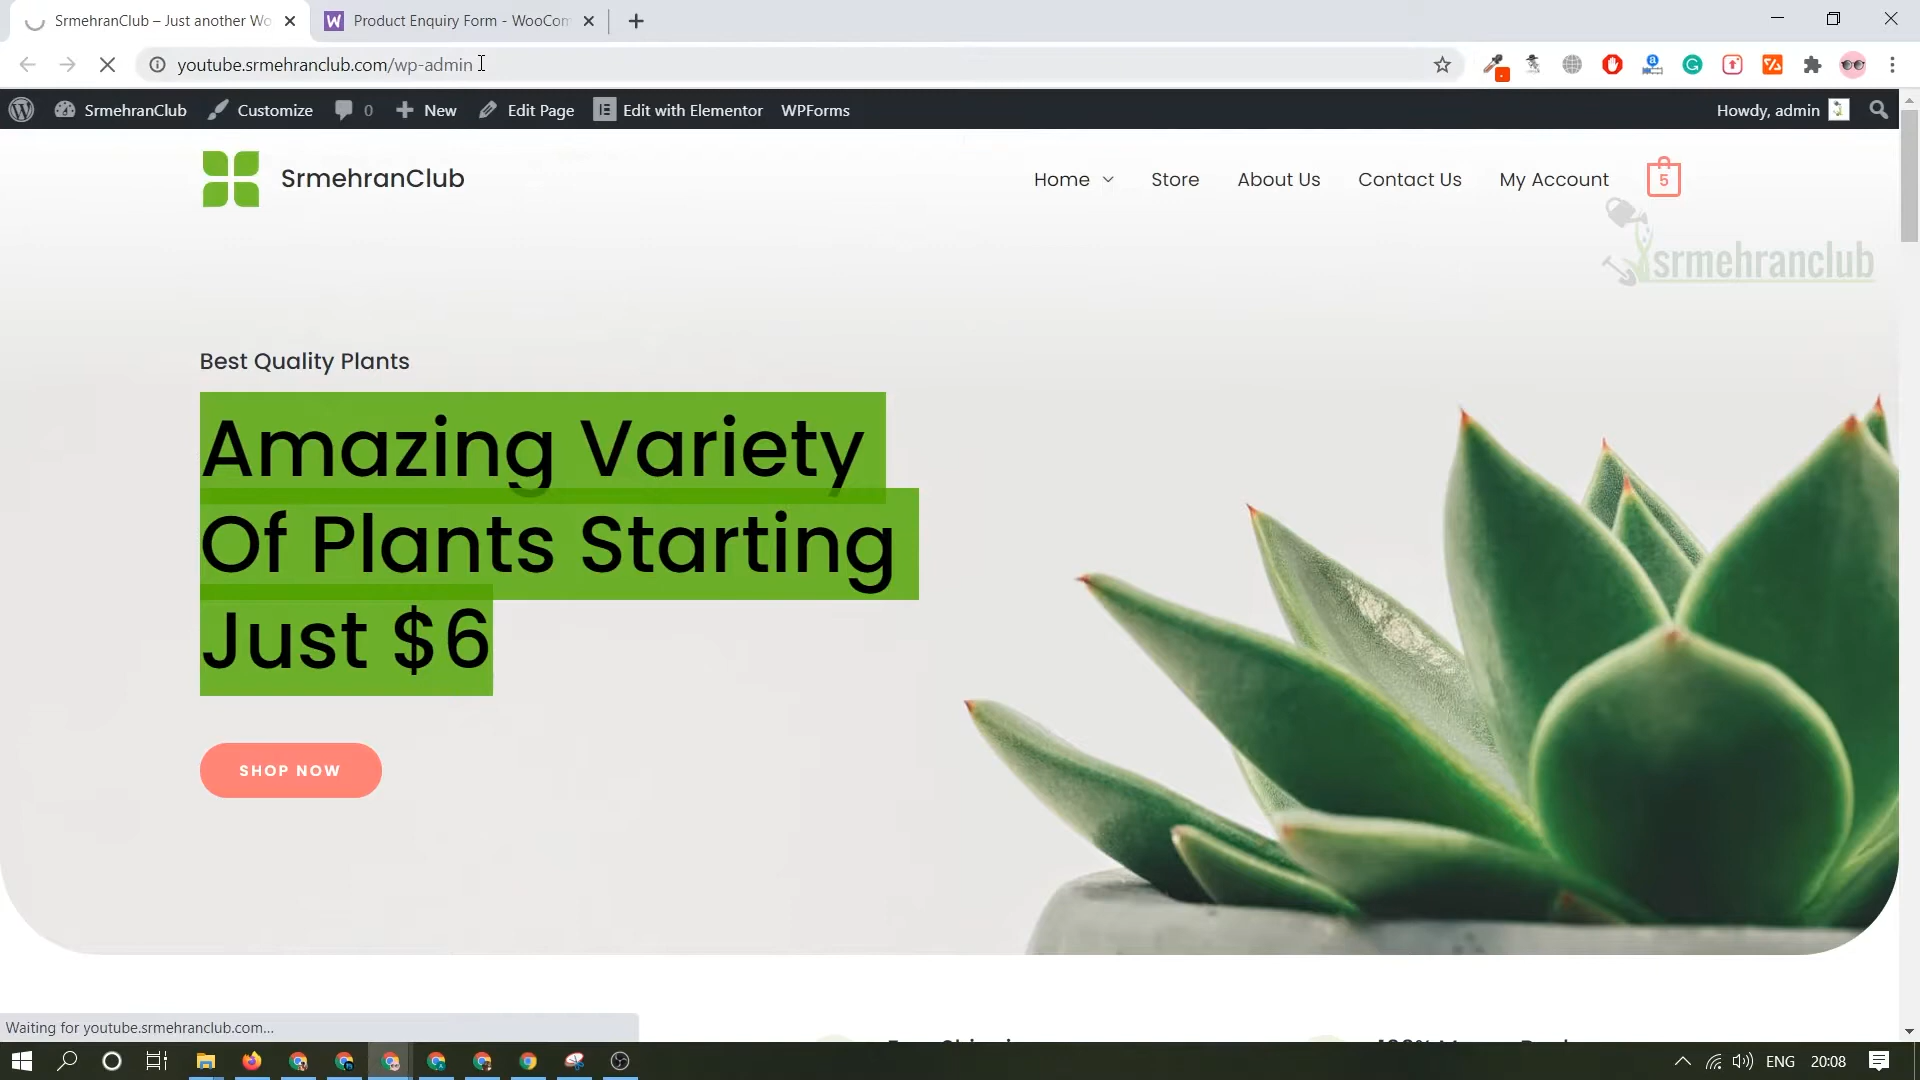 SrmehranClub – Just another Wo
Product Enquiry Form - WooCom
youtube.srmehranclub.com/wp-admin
SrmehranClub
Customize
0
New
Edit Page
Edit with Elementor
WPForms
Howdy, admin
SrmehranClub
Home
Store
About Us
Contact Us
My Account
5
srmehranclub
Best Quality Plants
Amazing Variety
Of Plants Starting
Just $6
SHOP NOW
Waiting for youtube.srmehranclub.com...
ENG
20:08